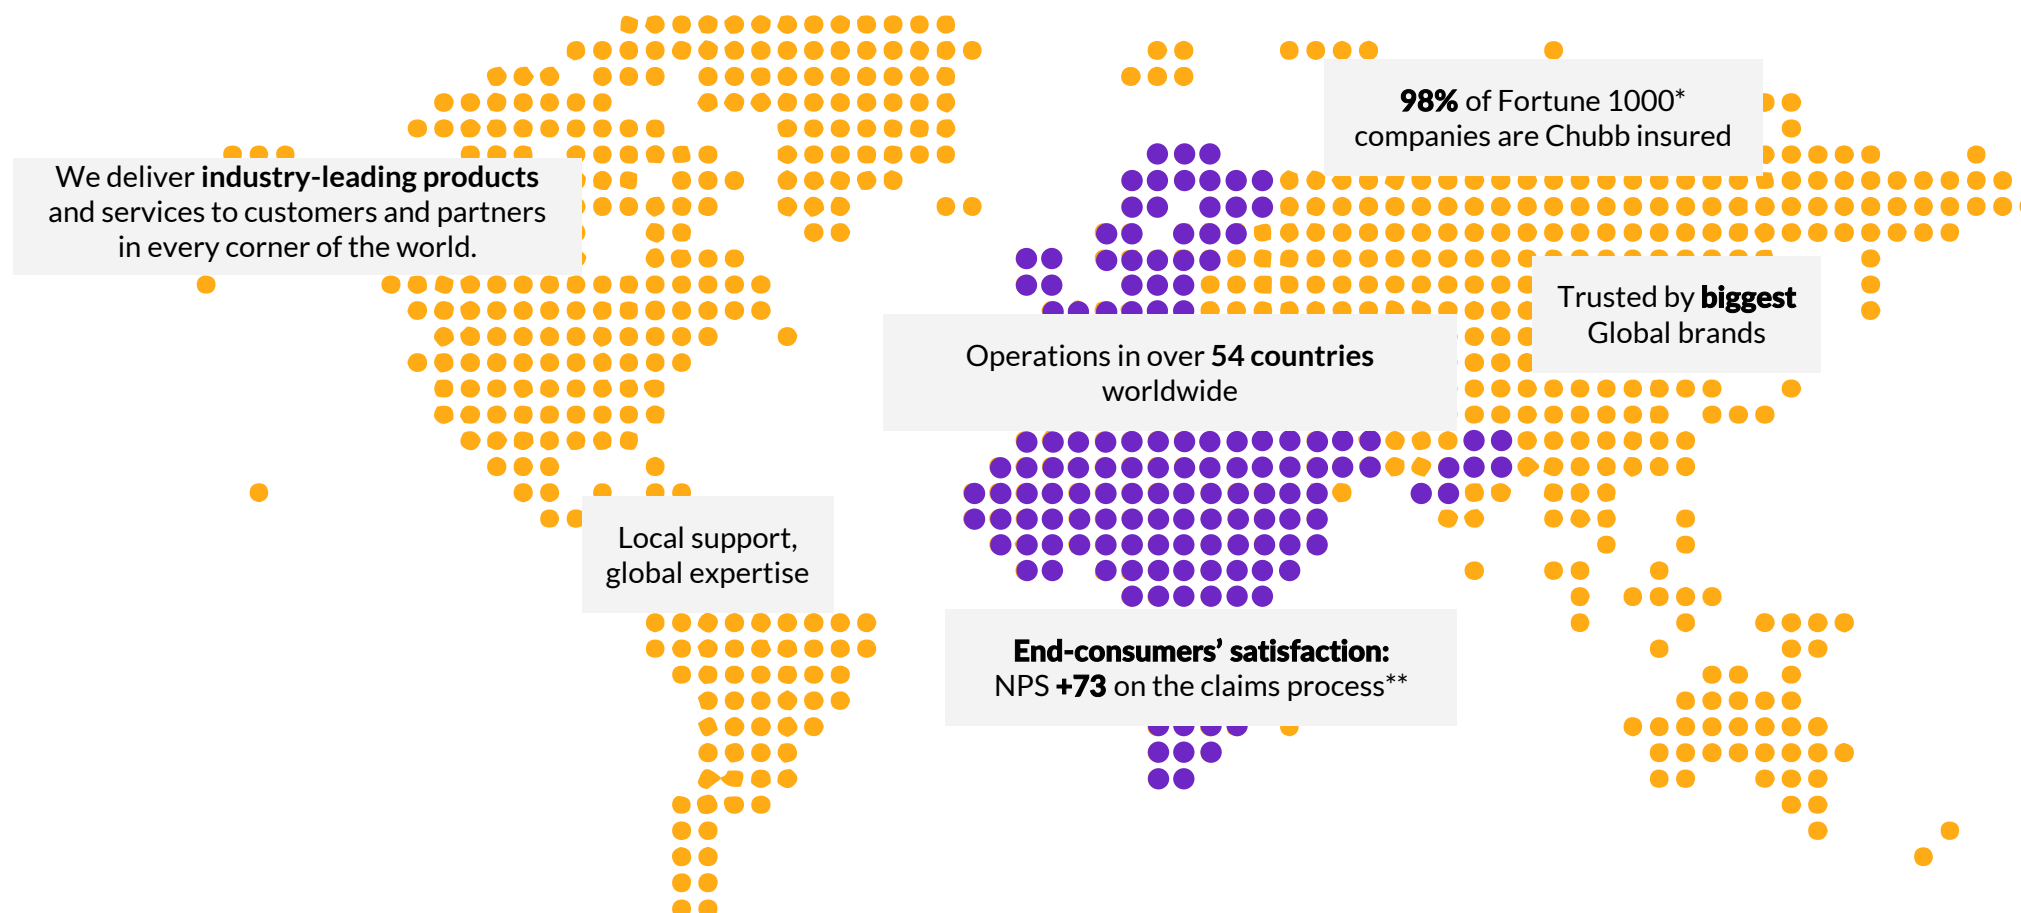 98% of Fortune 1000*
companies are Chubb insured
We deliver industry-leading products
and services to customers and partners
in every corner of the world.
Trusted by biggest
Global brands
Operations in over 54 countries
worldwide
Local support,
global expertise
End-consumers’ satisfaction:
NPS +73 on the claims process**